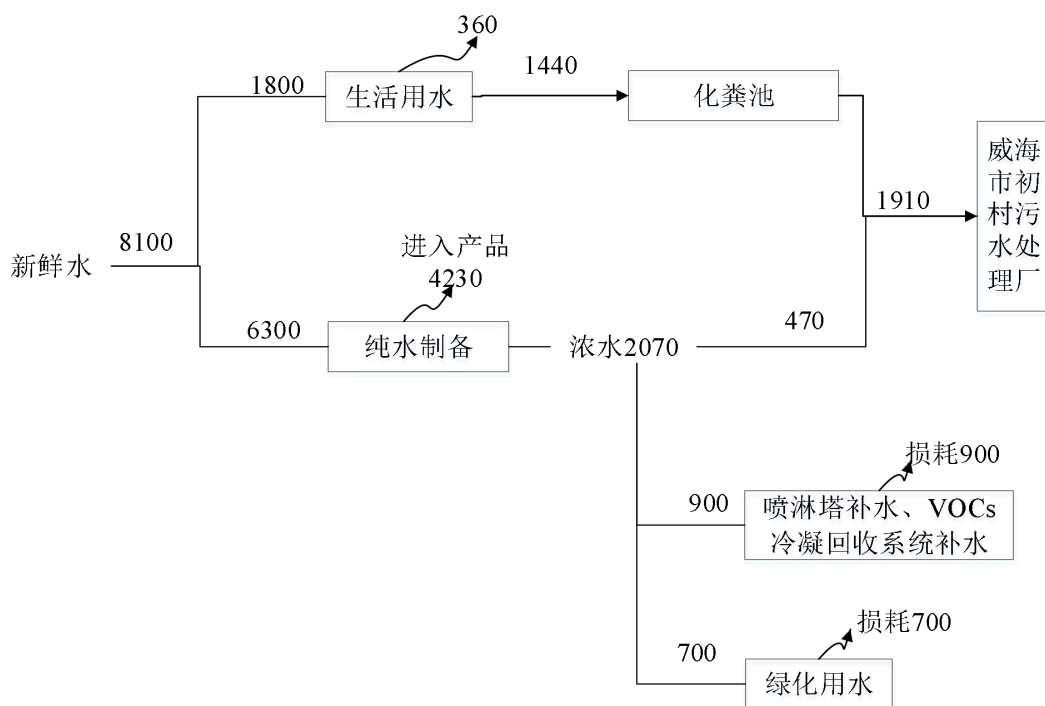 360
1800
生活用水
1440
化粪池
威海
市初
村污
水处
理厂
1910
新鲜水
8100
进入产品
4230
6300
纯水制备
浓水2070
470
损耗900
900
喷淋塔补水、VOCs
冷凝回收系统补水
损耗700
700
绿化用水